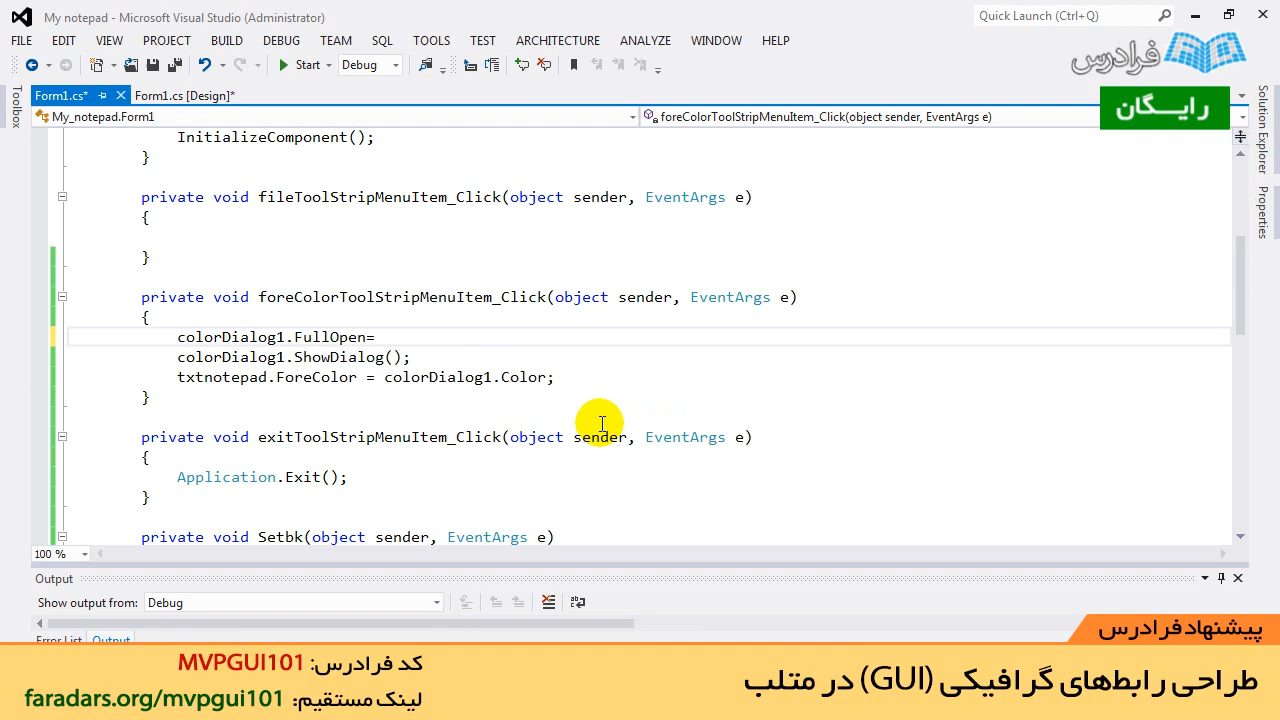 My notepad - Microsoft Visual Studio (Administrator)
Quick Launch (Ctrl+Q)
FILE EDIT VIEW PROJECT BUILD DEBUG TEAM SQL TOOLS TEST ARCHITECTURE ANALYZE WINDOW HELP
فرادرس
Start Debug
رایـــگان
Form1.cs* Form1.cs [Design]*
My_notepad.Form1 foreColorToolStripMenuItem_Click(object sender, EventArgs e)
Toolbox
Solution Explorer
Properties
InitializeComponent();
}
private void fileToolStripMenuItem_Click(object sender, EventArgs e)
{
}
private void foreColorToolStripMenuItem_Click(object sender, EventArgs e)
{
colorDialog1.FullOpen=
colorDialog1.ShowDialog();
txtnotepad.ForeColor = colorDialog1.Color;
}
private void exitToolStripMenuItem_Click(object sender, EventArgs e)
{
Application.Exit();
}
private void Setbk(object sender, EventArgs e)
100 %
Output
Show output from: Debug
Error List Output
پیشنهاد فرادرس
طراحی رابط‌های گرافیکی (GUI) در متلب
کد فرادرس: MVPGUI101
لینک مستقیم: faradars.org/mvpgui101